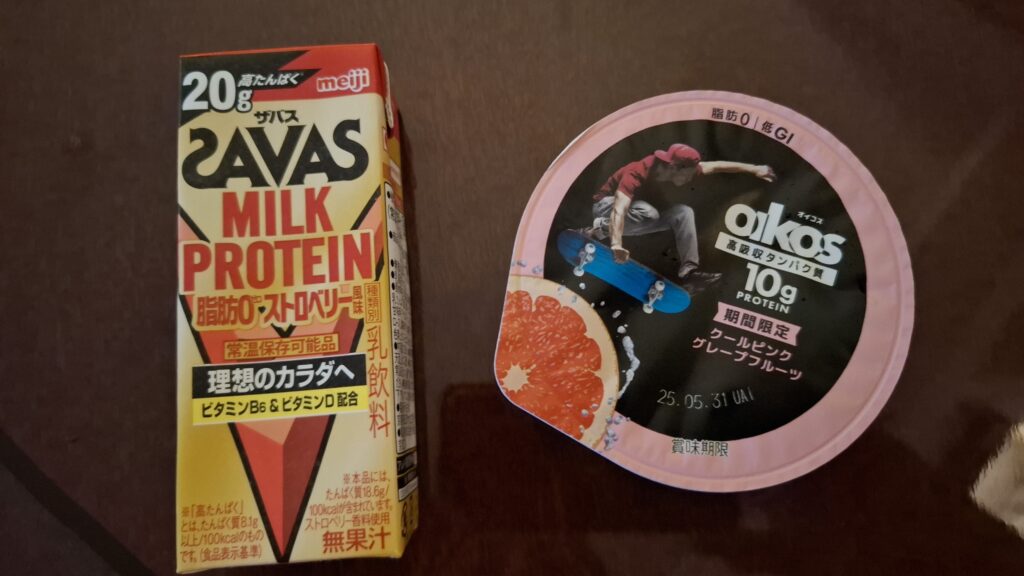 20g
高たんぱく
meiji
ザバス
SAVAS
MILK
PROTEIN
脂肪0 ストロベリー風味
種類別 乳飲料
常温保存可能品
理想のカラダへ
ビタミンB6 & ビタミンD 配合
※本品には、
たんぱく質18.6g/
100kcalが含まれています。
ストロベリー香料使用
無果汁
※「高たんぱく」
とは、たんぱく質8.1g
以上/100kcalのもの
です。(食品表示基準)
脂肪0 | 低GI
オイコス
oikos
高吸収タンパク質
10g
PROTEIN
期間限定
クールピンク
グレープフルーツ
25.05.31 UA1
賞味期限